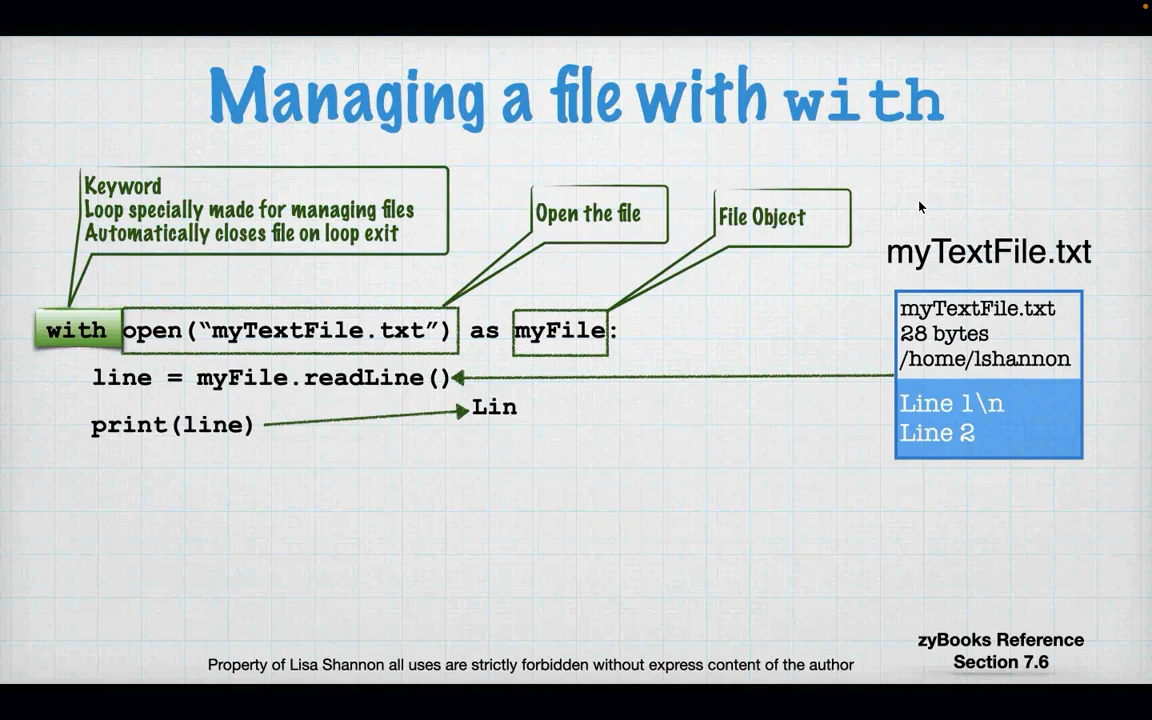 Managing a file with with
Keyword
Loop specially made for managing files
Automatically closes file on loop exit
Open the file
File Object
with open(“myTextFile.txt”) as myFile:
line = myFile.readLine()
print(line)
Lin
myTextFile.txt
myTextFile.txt
28 bytes
/home/lshannon
Line 1\n
Line 2
zyBooks Reference
Section 7.6
Property of Lisa Shannon all uses are strictly forbidden without express content of the author